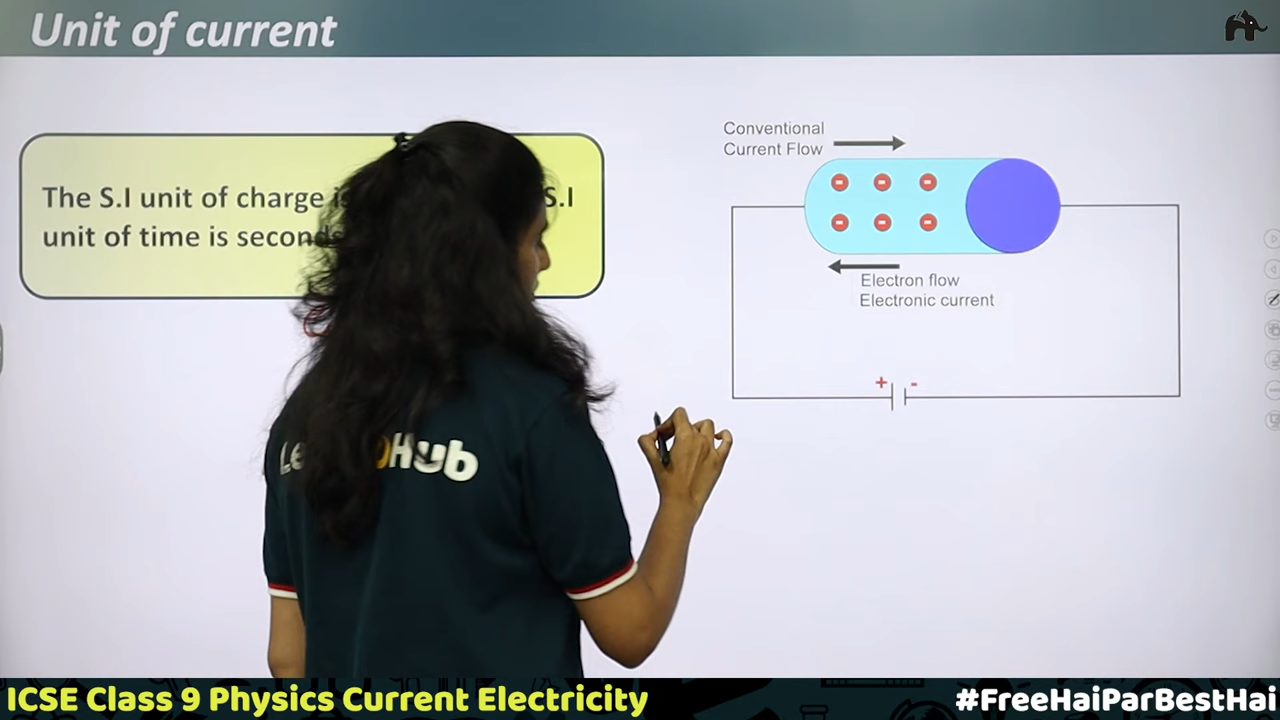 Unit of current
The S.I unit of charge S.I
unit of time is second
Conventional
Current Flow
Electron flow
Electronic current
+ -
Hub
ICSE Class 9 Physics Current Electricity
#FreeHaiParBestHai